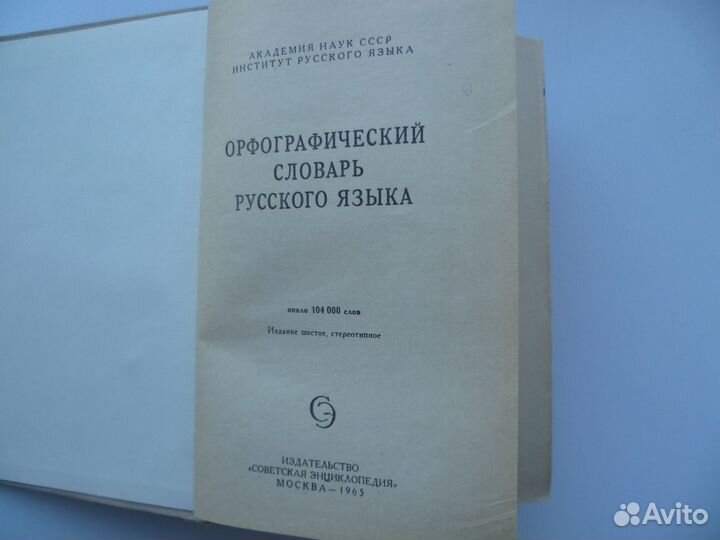 АКАДЕМИЯ НАУК СССР
ИНСТИТУТ РУССКОГО ЯЗЫКА
ОРФОГРАФИЧЕСКИЙ
СЛОВАРЬ
РУССКОГО ЯЗЫКА
около 104 000 слов
Издание шестое, стереотипное
СЭ
ИЗДАТЕЛЬСТВО
«СОВЕТСКАЯ ЭНЦИКЛОПЕДИЯ»
МОСКВА — 1965
Avito